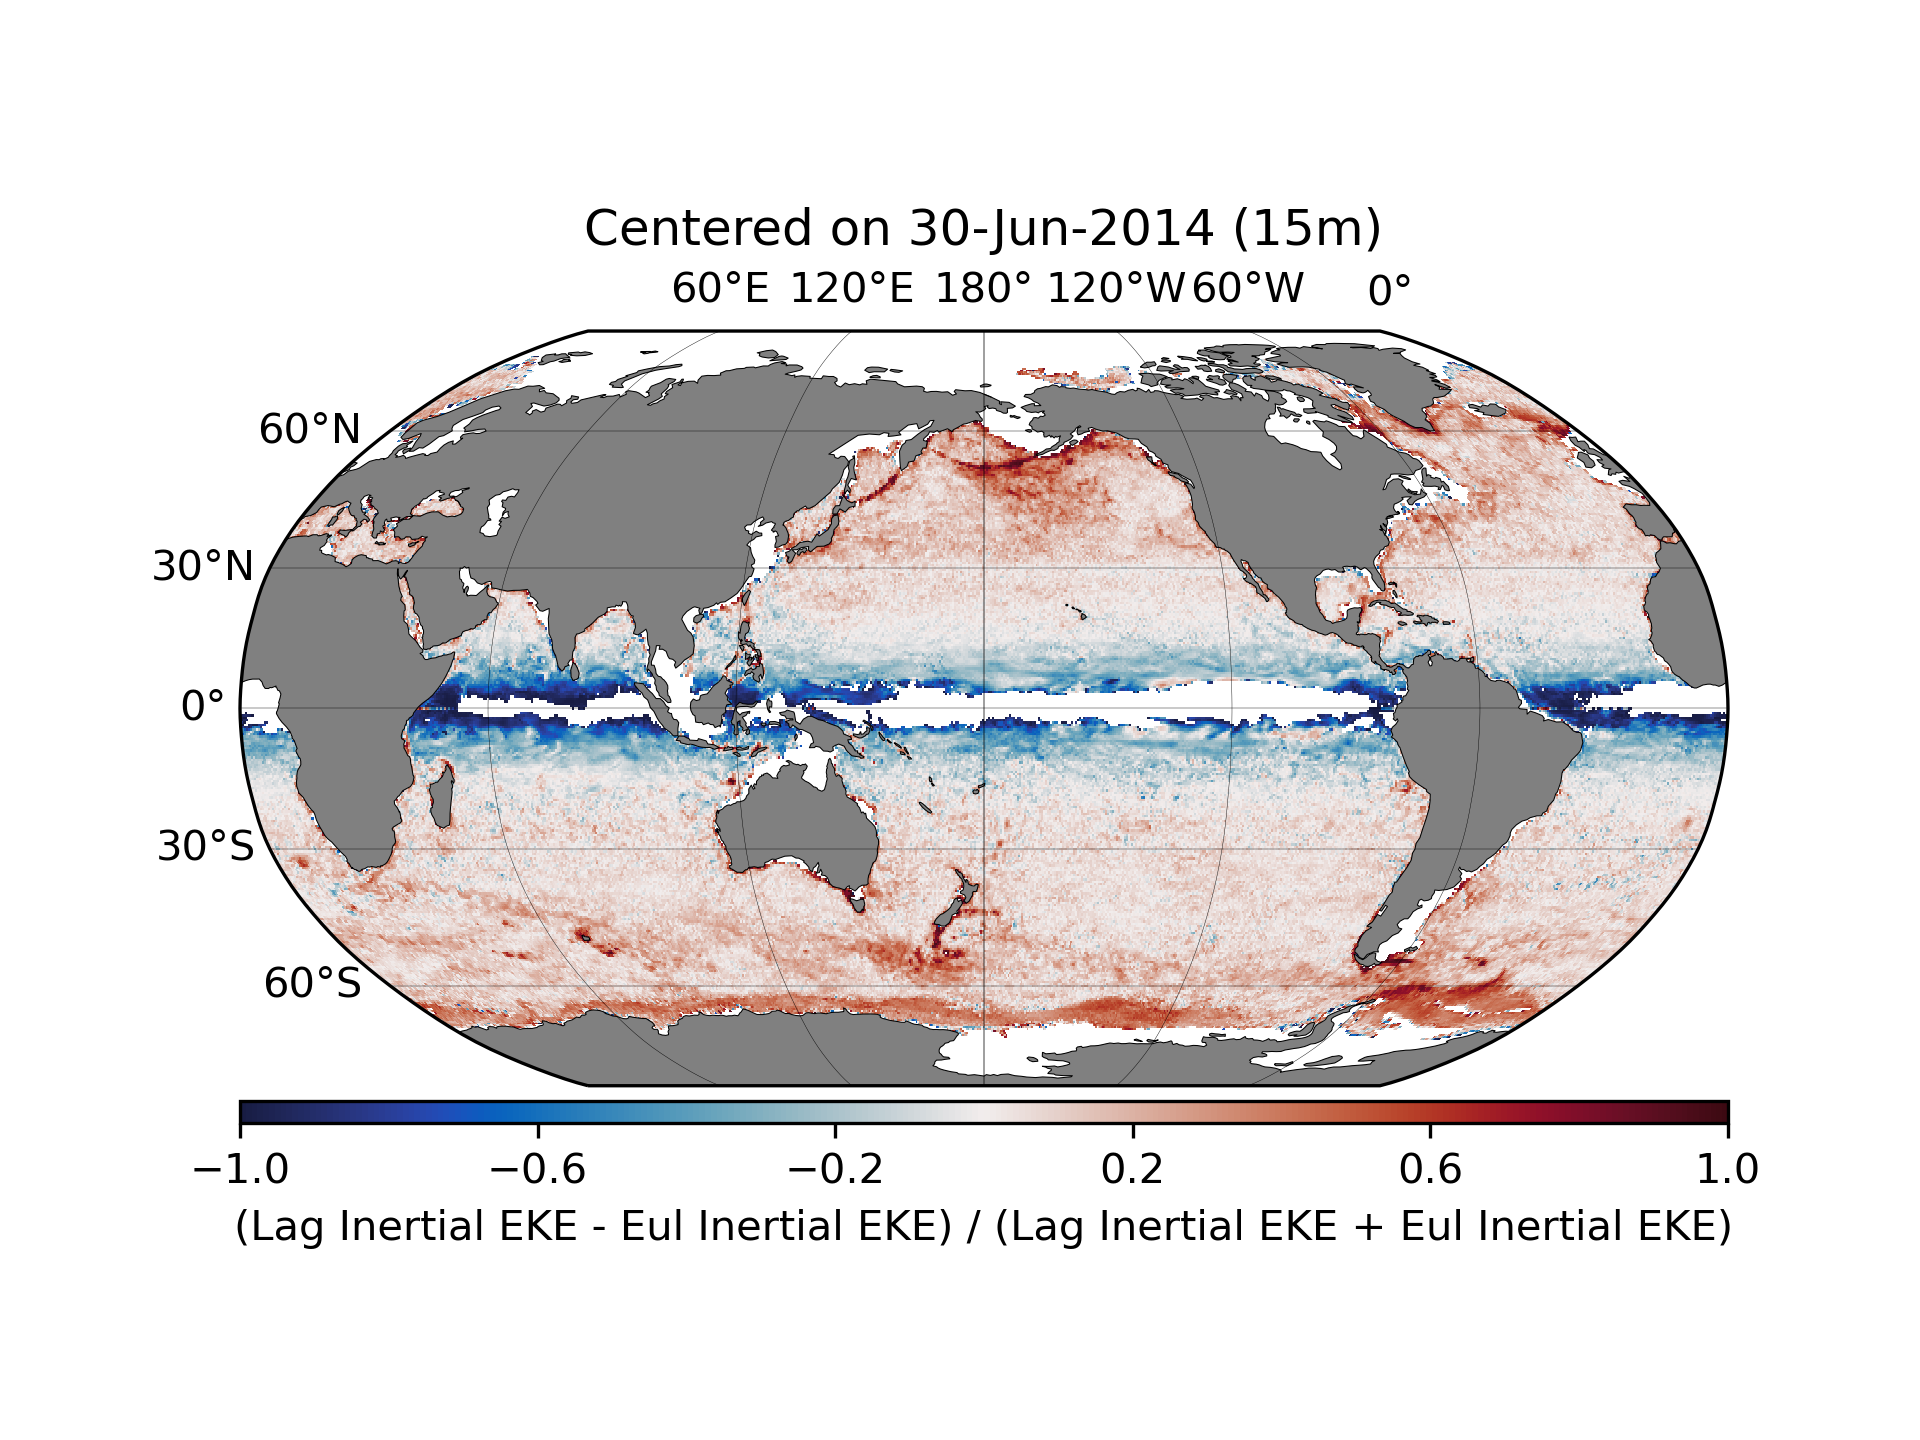 Centered on 30-Jun-2014 (15m)
60°E 120°E 180° 120°W 60°W 0°
60°N
30°N
0°
30°S
60°S
−1.0 −0.6 −0.2 0.2 0.6 1.0
(Lag Inertial EKE - Eul Inertial EKE) / (Lag Inertial EKE + Eul Inertial EKE)